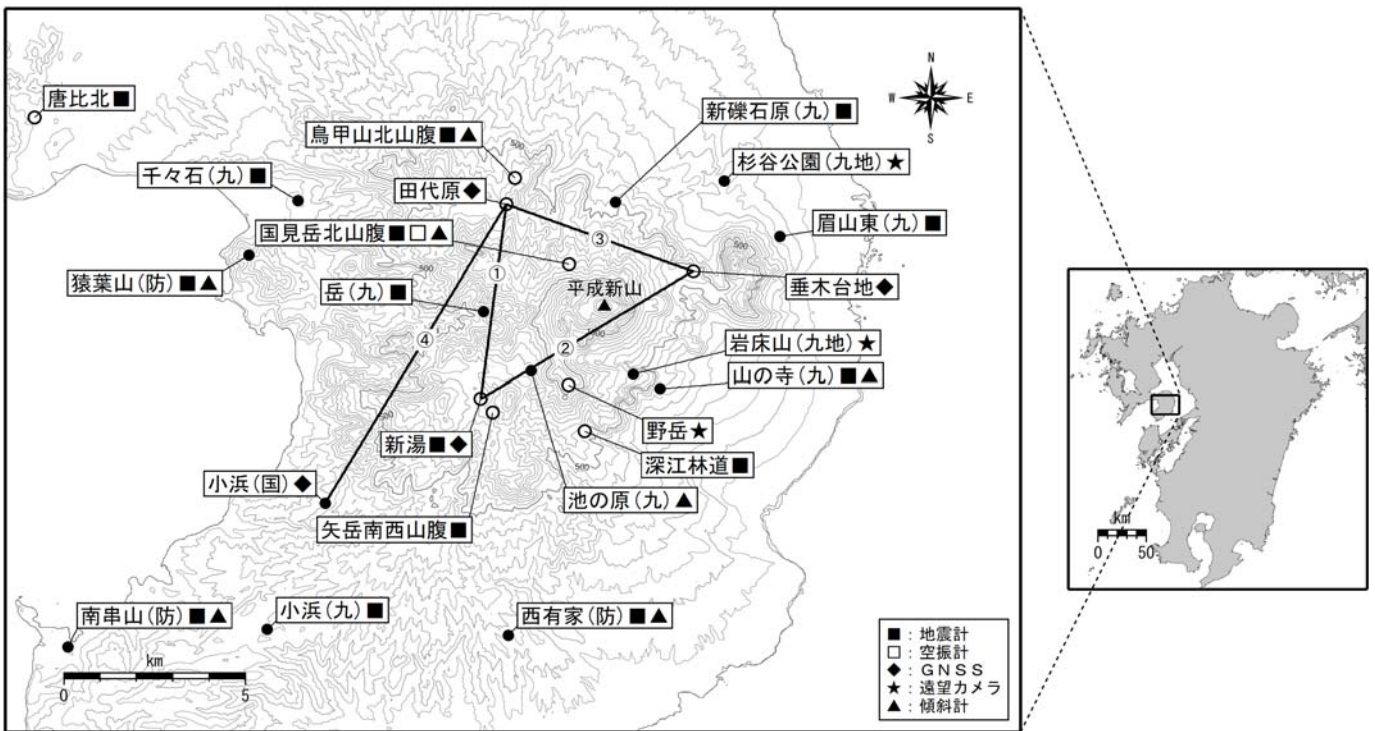 唐比北■
鳥甲山北山腹■▲
新礫石原(九)■
N
W
E
S
千々石(九)■
田代原◆
杉谷公園(九地)★
国見岳北山腹■□▲
③
眉山東(九)■
猿葉山(防)■▲
①
平成新山
▲
垂木台地◆
岳(九)■
④
②
岩床山(九地)★
山の寺(九)■▲
新湯■◆
野岳★
深江林道■
小浜(国)◆
池の原(九)▲
矢岳南西山腹■
南串山(防)■▲
小浜(九)■
西有家(防)■▲
km
0
5
500
500
500
500
500
■:地震計
□:空振計
◆:GNSS
★:遠望カメラ
▲:傾斜計
km
0
50